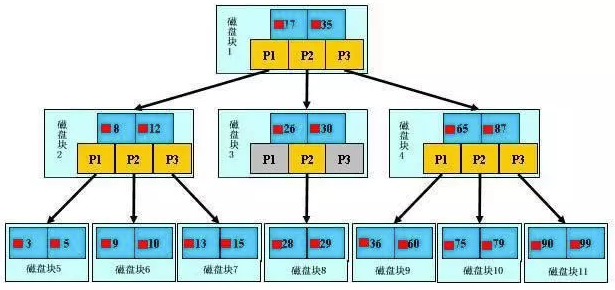 磁盘块1
17 35
P1 P2 P3
磁盘块2
8 12
P1 P2 P3
磁盘块3
26 30
P1 P2 P3
磁盘块4
65 87
P1 P2 P3
3 5
磁盘块5
9 10
磁盘块6
13 15
磁盘块7
28 29
磁盘块8
36 60
磁盘块9
75 79
磁盘块10
90 99
磁盘块11